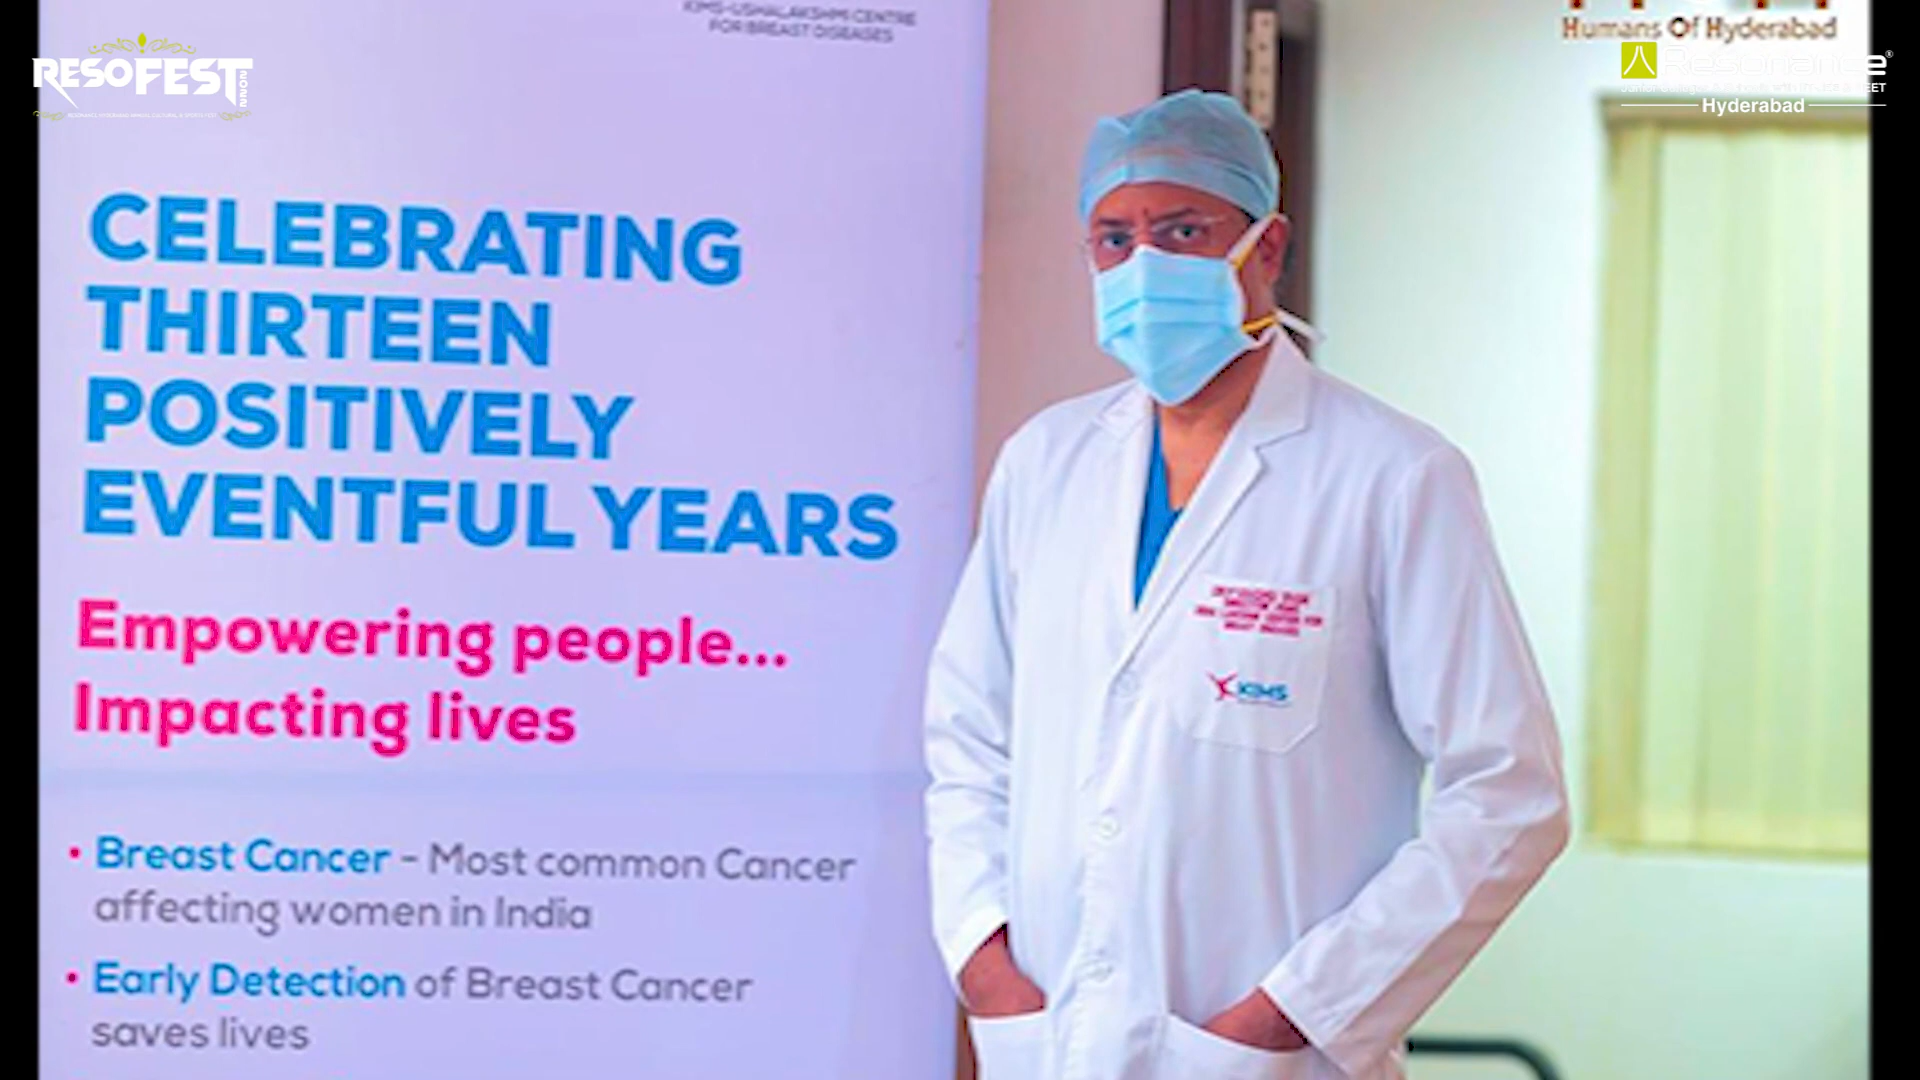 KIMS-USHALAKSHMI CENTRE
FOR BREAST DISEASES
Humans Of Hyderabad
RESOFEST
2022
Resonance
Hyderabad
CELEBRATING
THIRTEEN
POSITIVELY
EVENTFUL YEARS
Empowering people...
Impacting lives
• Breast Cancer - Most common Cancer
affecting women in India
• Early Detection of Breast Cancer
saves lives
KIMS